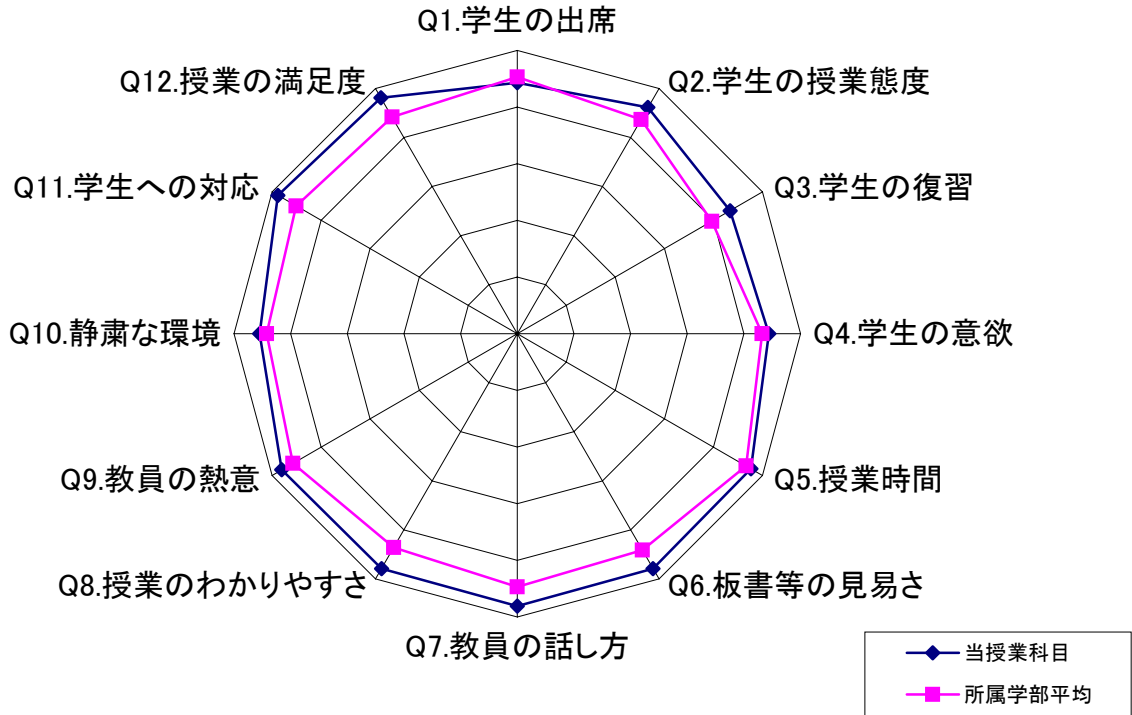 Q1.学生の出席
Q2.学生の授業態度
Q3.学生の復習
Q4.学生の意欲
Q5.授業時間
Q6.板書等の見易さ
Q7.教員の話し方
Q8.授業のわかりやすさ
Q9.教員の熱意
Q10.静粛な環境
Q11.学生への対応
Q12.授業の満足度
当授業科目
所属学部平均